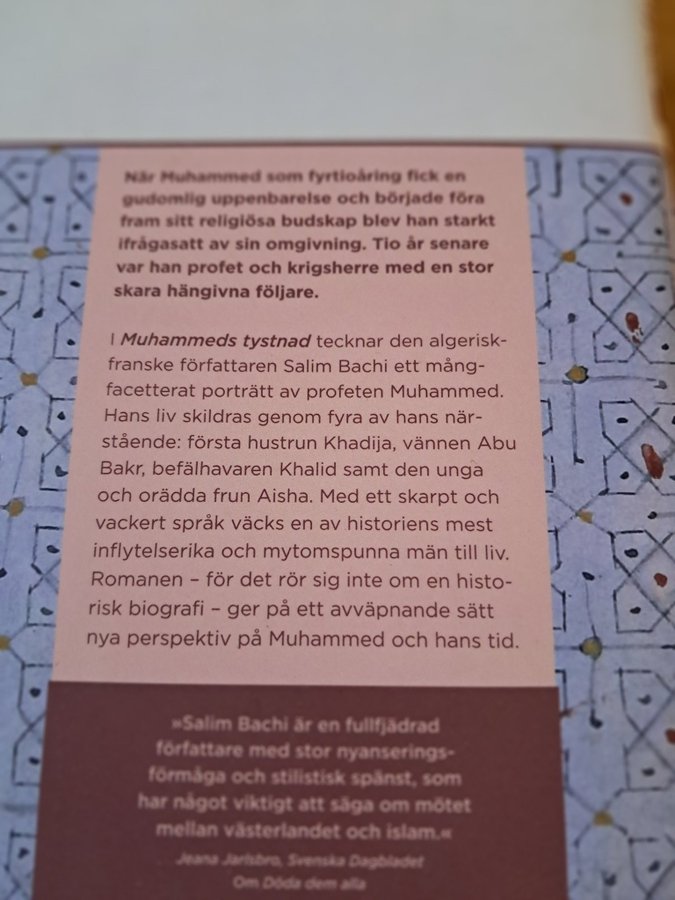 När Muhammed som fyrtioåring fick en
gudomlig uppenbarelse och började föra
fram sitt religiösa budskap blev han starkt
ifrågasatt av sin omgivning. Tio år senare
var han profet och krigsherre med en stor
skara hängivna följare.
I Muhammeds tystnad tecknar den algerisk-
franske författaren Salim Bachi ett mång-
facetterat porträtt av profeten Muhammed.
Hans liv skildras genom fyra av hans när-
stående: första hustrun Khadija, vännen Abu
Bakr, befälhavaren Khalid samt den unga
och orädda frun Aisha. Med ett skarpt och
vackert språk väcks en av historiens mest
inflytelserika och mytomspunna män till liv.
Romanen – för det rör sig inte om en histo-
risk biografi – ger på ett avväpnande sätt
nya perspektiv på Muhammed och hans tid.
»Salim Bachi är en fullfjädrad
författare med stor nyanserings-
förmåga och stilistisk spänst, som
har något viktigt att säga om mötet
mellan västerlandet och islam.«
Jeana Jarlsbro, Svenska Dagbladet
Om Döda dem alla